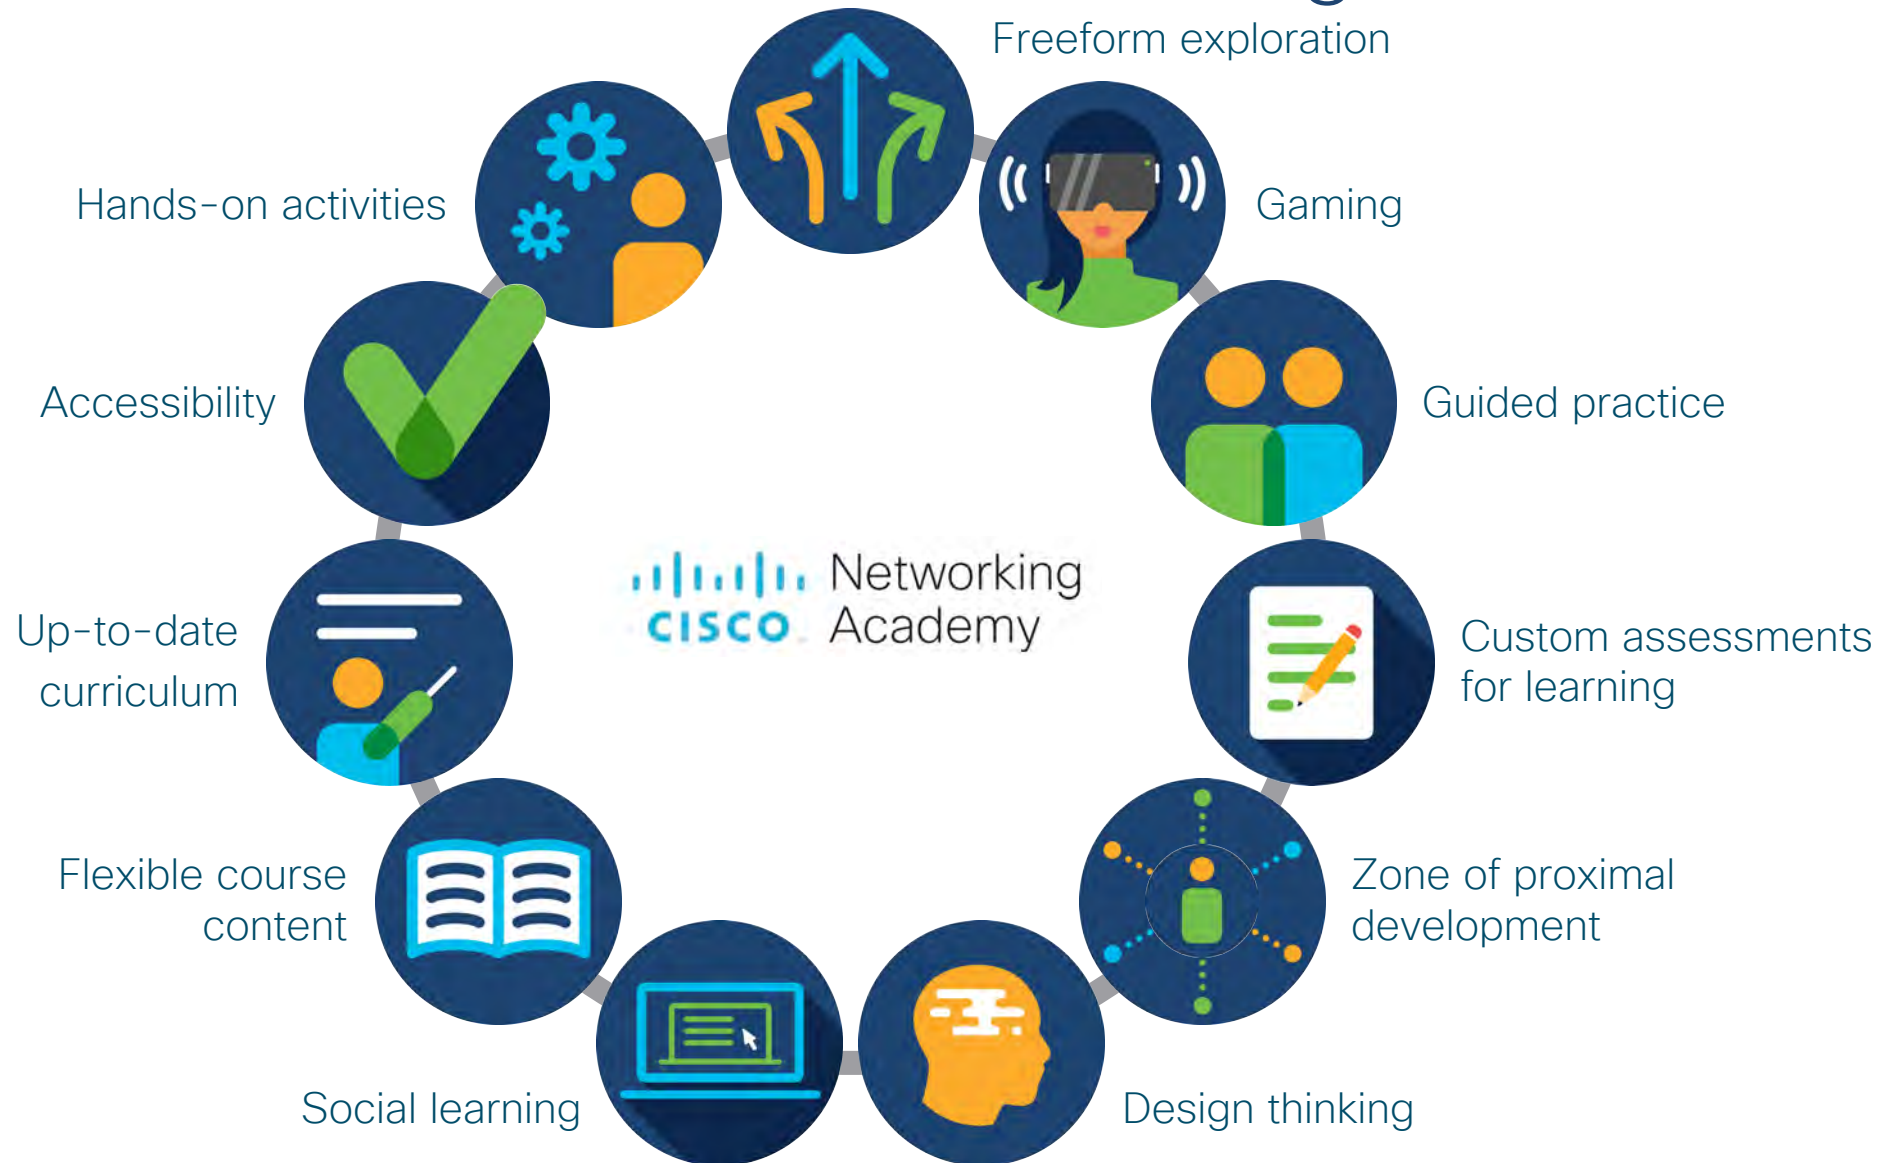 Freeform exploration
Hands-on activities
Gaming
Accessibility
Guided practice
Networking
CISCO Academy
Up-to-date
curriculum
Custom assessments
for learning
Flexible course
content
Zone of proximal
development
Social learning
Design thinking